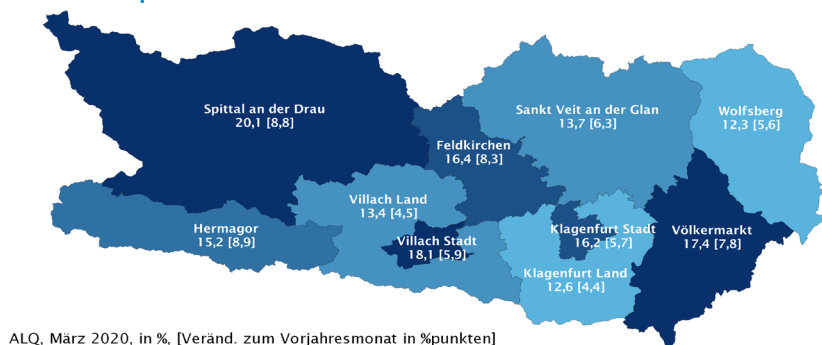 Spittal an der Drau
20,1 [8,8]
Sankt Veit an der Glan
13,7 [6,3]
Wolfsberg
12,3 [5,6]
Feldkirchen
16,4 [8,3]
Villach Land
13,4 [4,5]
Hermagor
15,2 [8,9]
Villach Stadt
18,1 [5,9]
Klagenfurt Stadt
16,2 [5,7]
Völkermarkt
17,4 [7,8]
Klagenfurt Land
12,6 [4,4]
ALQ, März 2020, in %, [Veränd. zum Vorjahresmonat in %punkten]